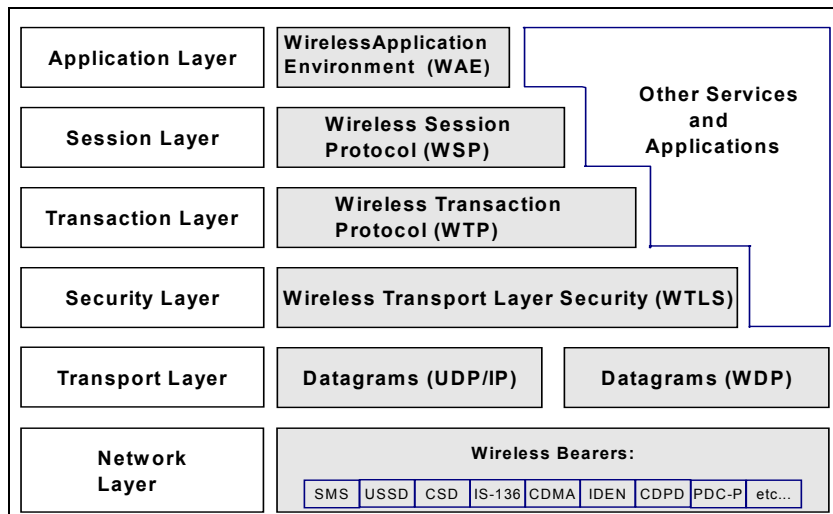 Application Layer
WirelessApplication
Environment (WAE)
Other Services
and
Applications
Session Layer
Wireless Session
Protocol (WSP)
Transaction Layer
Wireless Transaction
Protocol (WTP)
Security Layer
Wireless Transport Layer Security (WTLS)
Transport Layer
Datagrams (UDP/IP)
Datagrams (WDP)
Network
Layer
Wireless Bearers:
SMS USSD CSD IS-136 CDMA IDEN CDPD PDC-P etc...